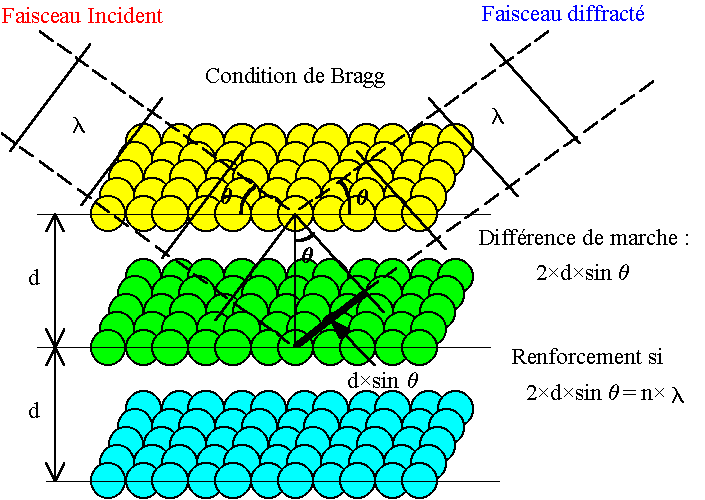 Faisceau Incident
Faisceau diffracté
Condition de Bragg
λ
λ
θ
θ
θ
Différence de marche :
2×d×sin θ
d
Renforcement si
d×sin θ
2×d×sin θ = n× λ
d